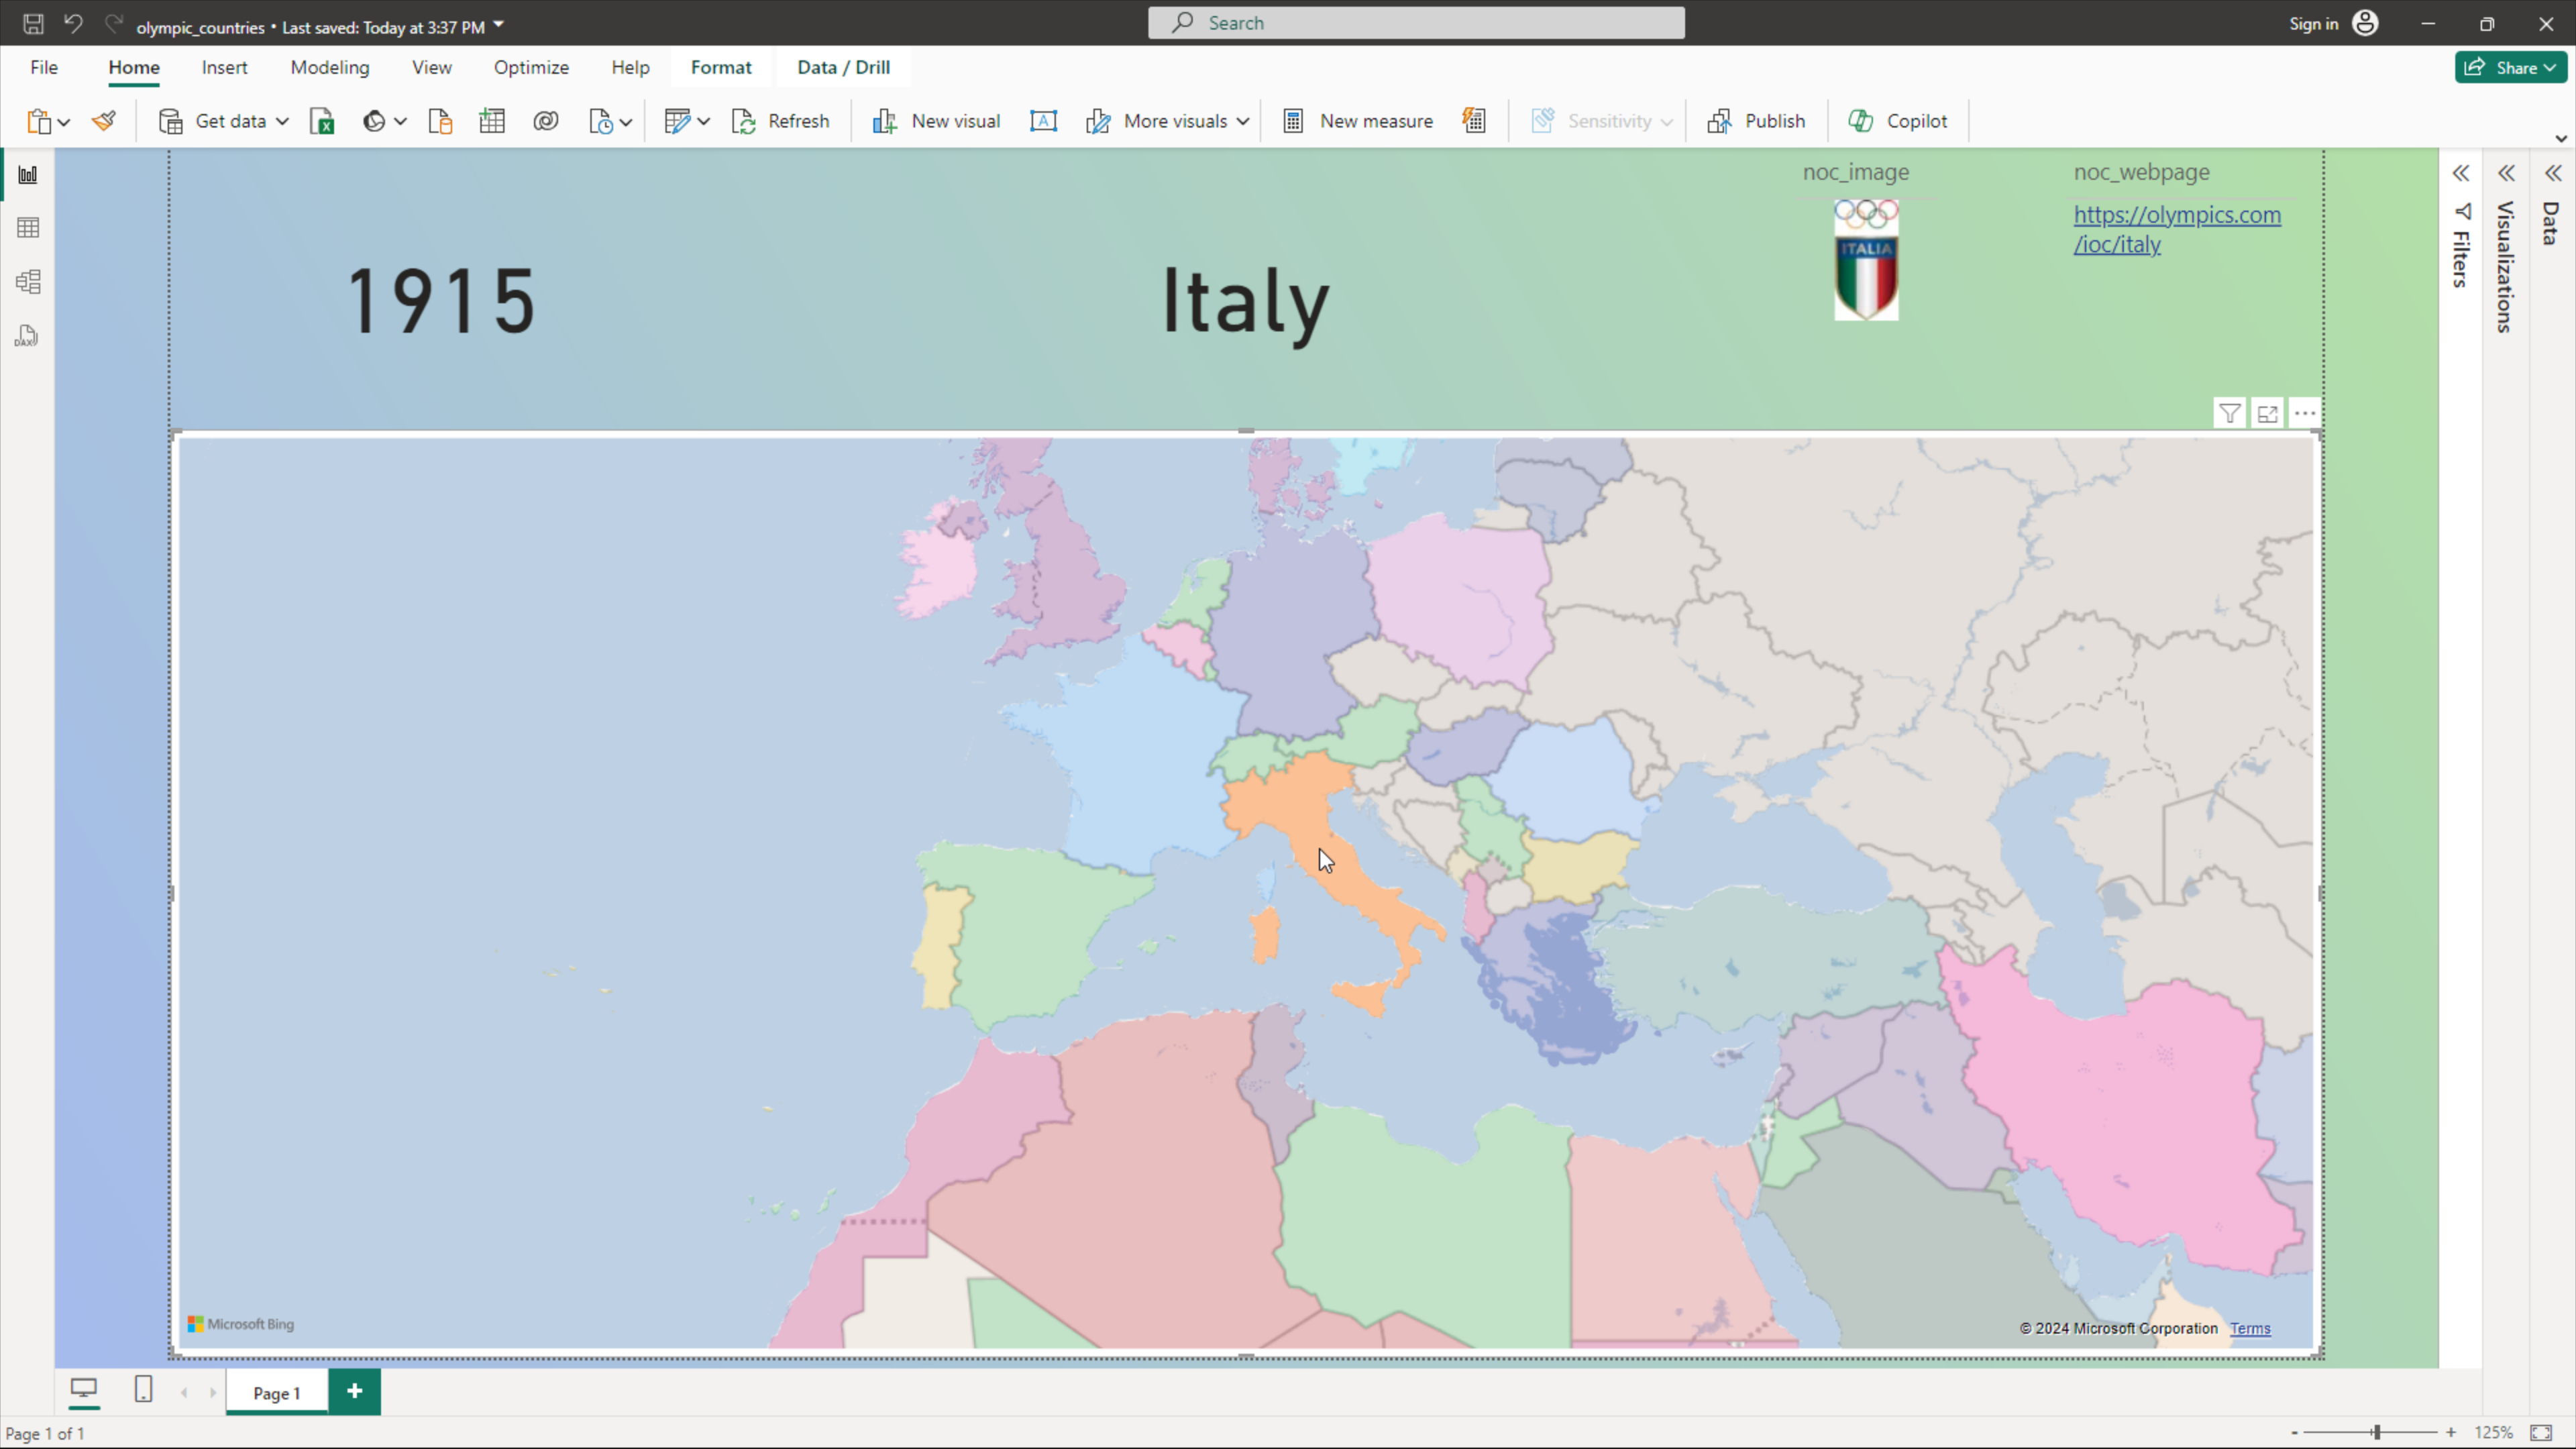 olympic_countries • Last saved: Today at 3:37 PM
Search
Sign in
File
Home
Insert
Modeling
View
Optimize
Help
Format
Data / Drill
Share
Get data
Refresh
New visual
A
More visuals
New measure
Sensitivity
Publish
Copilot
DAX
1915
Italy
noc_image
ITALIA
noc_webpage
https://olympics.com
/ioc/italy
Filters
Visualizations
Data
Microsoft Bing
© 2024 Microsoft Corporation Terms
Page 1
+
Page 1 of 1
- + 125%